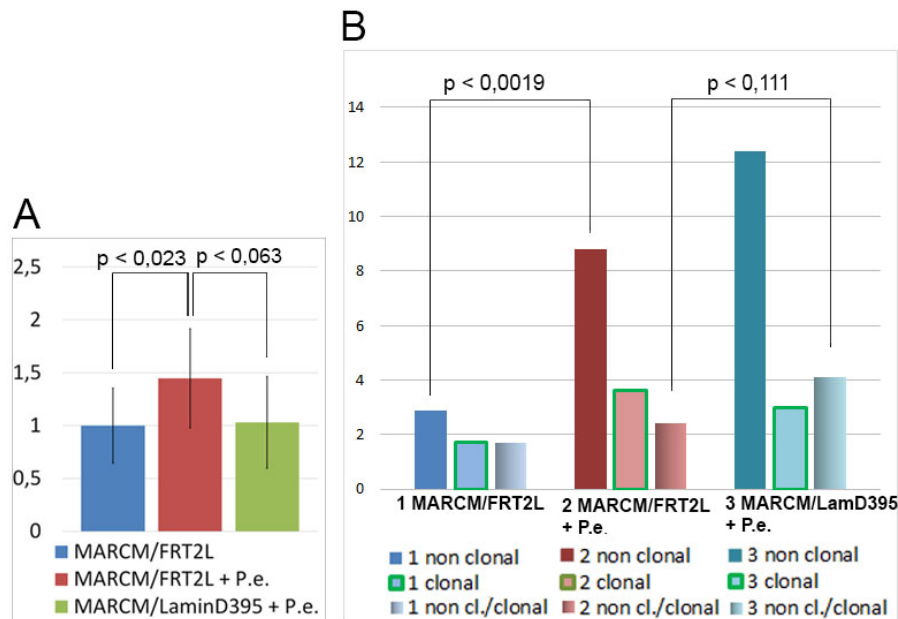 A
p < 0,023 p < 0,063
2,5
2
1,5
1
0,5
0
MARCM/FRT2L
MARCM/FRT2L + P.e.
MARCM/LaminD395 + P.e.
B
p < 0,0019 p < 0,111
14
12
10
8
6
4
2
0
1 MARCM/FRT2L 2 MARCM/FRT2L 3 MARCM/LamD395
+ P.e. + P.e.
1 non clonal 2 non clonal 3 non clonal
1 clonal 2 clonal 3 clonal
1 non cl./clonal 2 non cl./clonal 3 non cl./clonal